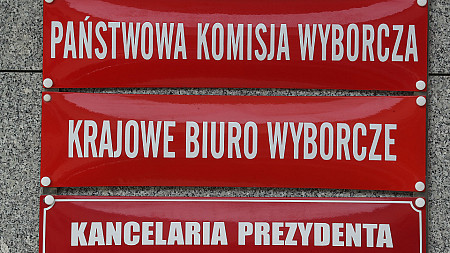 PAŃSTWOWA KOMISJA WYBORCZA
KRAJOWE BIURO WYBORCZE
KANCELARIA PREZYDENTA